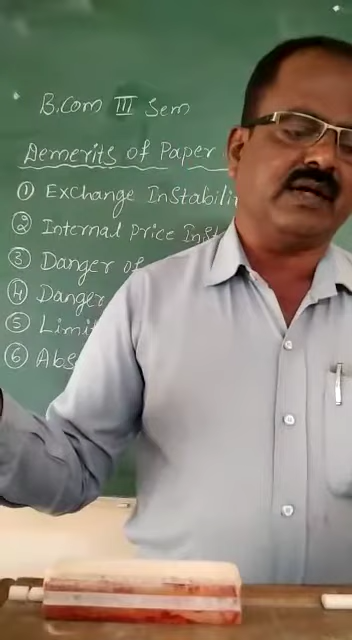 B.Com III Sem
Demerits of Paper
① Exchange InStabili
② Internal Price InSt
③ Danger of
④ Danger
⑤ Limi
⑥ Abs